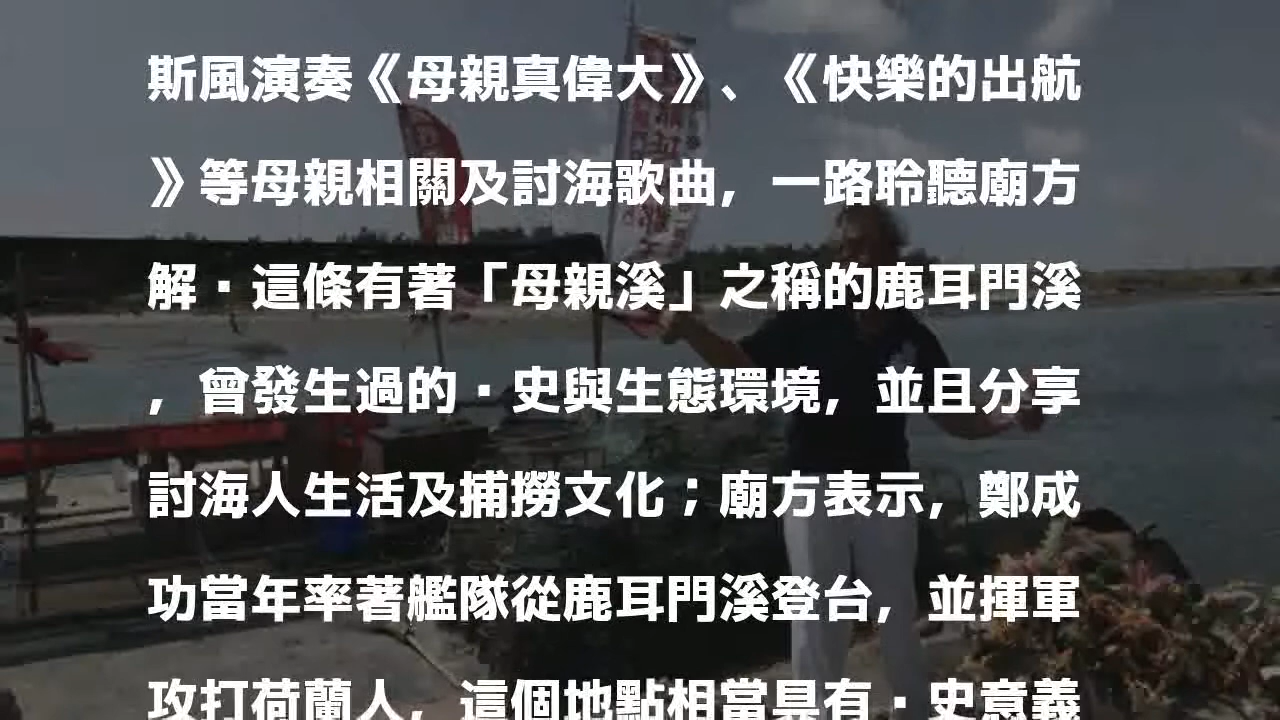 斯風演奏《母親真偉大》、《快樂的出航
》等母親相關及討海歌曲，一路聆聽廟方
解·這條有著「母親溪」之稱的鹿耳門溪
，曾發生過的·史與生態環境，並且分享
討海人生活及捕撈文化；廟方表示，鄭成
功當年率著艦隊從鹿耳門溪登台，並揮軍
攻打荷蘭人，這個地點相當具有·史意義